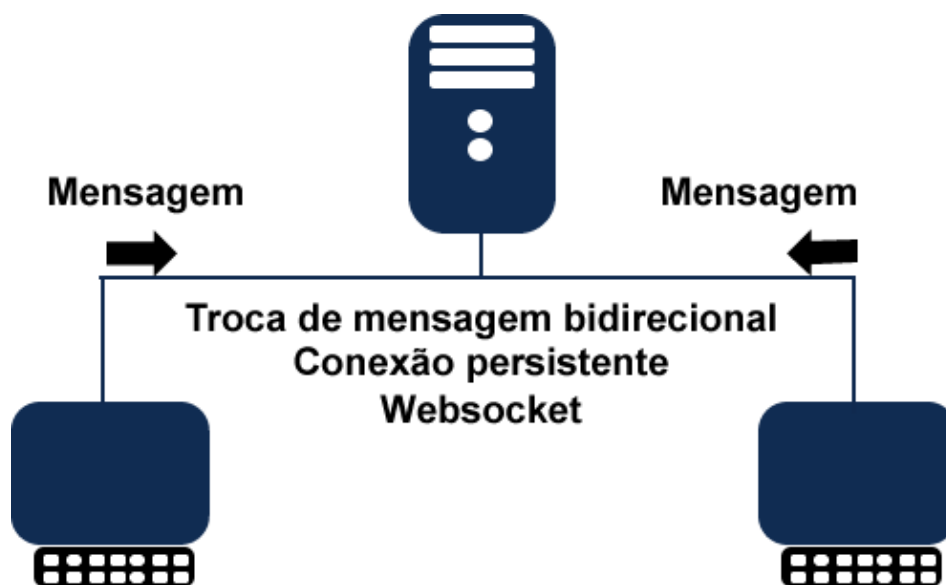 Mensagem
Mensagem
Troca de mensagem bidirecional
Conexão persistente
Websocket